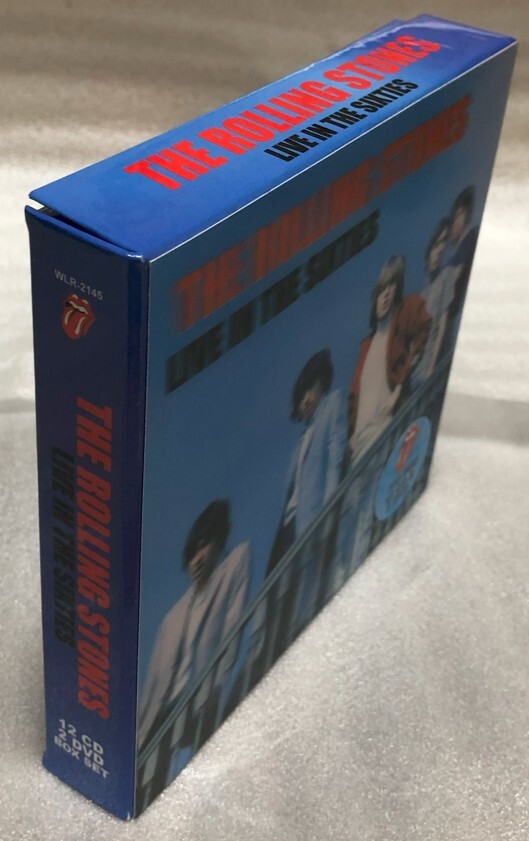 THE ROLLING STONES
LIVE IN THE SIXTIES
THE ROLLING STONES
LIVE IN THE SIXTIES
WLR-2145
THE ROLLING STONES
LIVE IN THE SIXTIES
12 CD
2 DVD
BOX SET